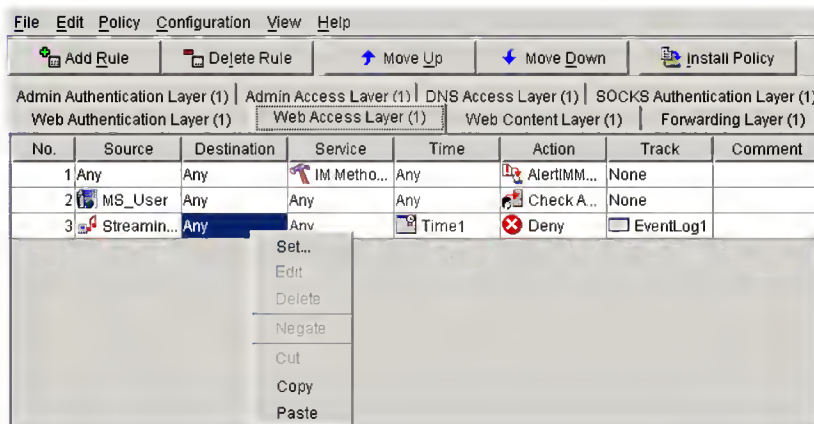 File Edit Policy Configuration View Help
Add Rule Delete Rule Move Up Move Down Install Policy
Admin Authentication Layer (1) Admin Access Layer (1) DNS Access Layer (1) SOCKS Authentication Layer (1)
Web Authentication Layer (1) Web Access Layer (1) Web Content Layer (1) Forwarding Layer (1)
No. Source Destination Service Time Action Track Comment
1 Any Any IM Metho... Any AlertIMM... None
2 MS_User Any Any Any Check A... None
3 Streamin... Any Any Time1 Deny EventLog1
Set...
Edit
Delete
Negate
Cut
Copy
Paste